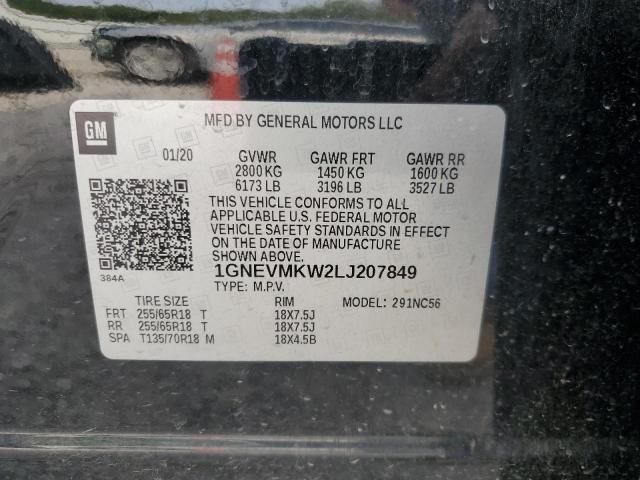 GM
MFD BY GENERAL MOTORS LLC
01/20 GVWR GAWR FRT GAWR RR
2800 KG 1450 KG 1600 KG
6173 LB 3196 LB 3527 LB
THIS VEHICLE CONFORMS TO ALL
APPLICABLE U.S. FEDERAL MOTOR
VEHICLE SAFETY STANDARDS IN EFFECT
ON THE DATE OF MANUFACTURE
SHOWN ABOVE.
384A
1GNEVMKW2LJ207849
TYPE: M.P.V. MODEL: 291NC56
TIRE SIZE RIM
FRT 255/65R18 T 18X7.5J
RR 255/65R18 T 18X7.5J
SPA T135/70R18 M 18X4.5B